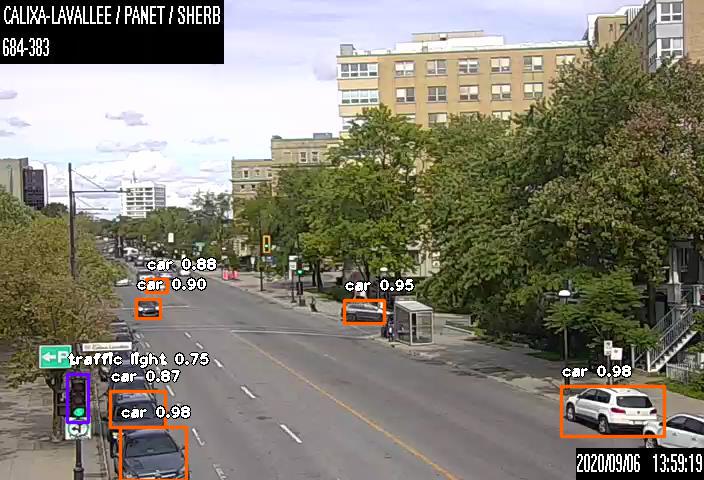 CALIXA-LAVALLEE / PANET / SHERB
684-383
car 0.88
car 0.90
car 0.95
traffic light 0.75
car 0.87
car 0.98
car 0.98
P
2020/09/06 13:59:19